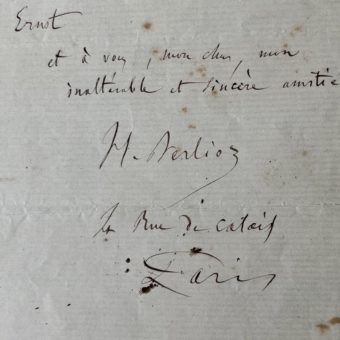 Ernst
et à vous, mon cher, mon
inaltérable et sincère amitié
H. Berlioz
4 Rue de Calais
Paris